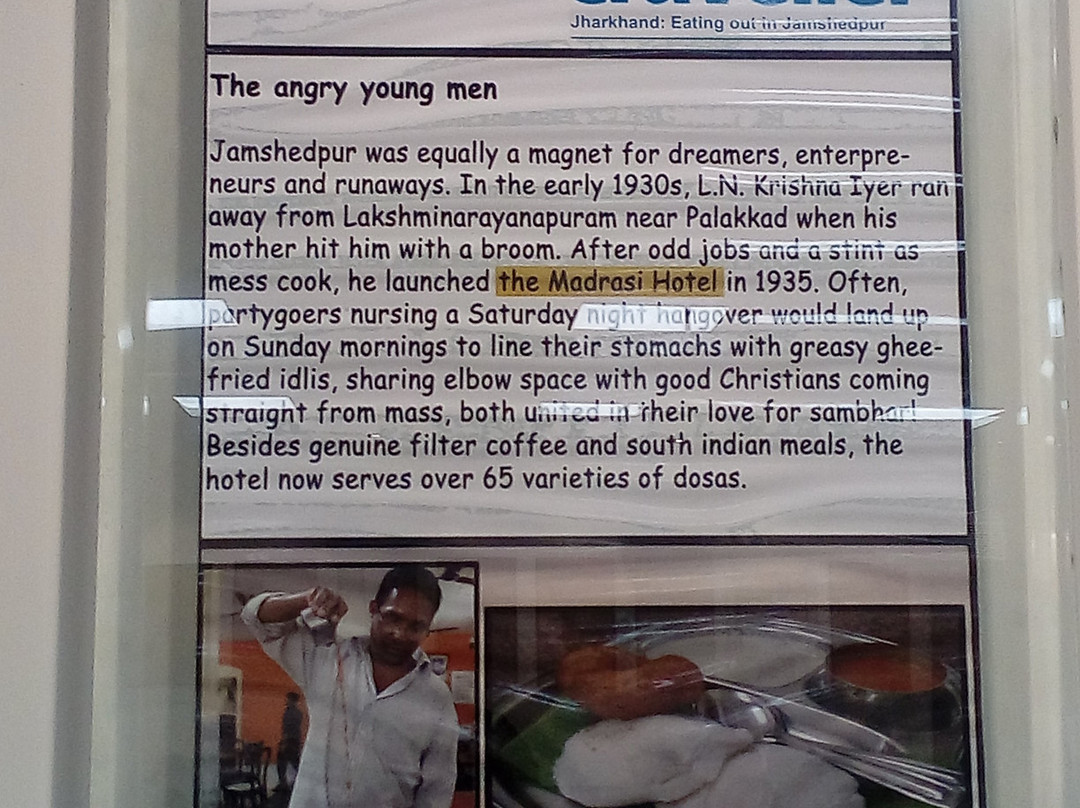 Jharkhand: Eating out in Jamshedpur
The angry young men
Jamshedpur was equally a magnet for dreamers, enterpre-
neurs and runaways. In the early 1930s, L.N. Krishna Iyer ran
away from Lakshminarayanapuram near Palakkad when his
mother hit him with a broom. After odd jobs and a stint as
mess cook, he launched the Madrasi Hotel in 1935. Often,
partygoers nursing a Saturday night hangover would land up
on Sunday mornings to line their stomachs with greasy ghee-
fried idlis, sharing elbow space with good Christians coming
straight from mass, both united in their love for sambhar!
Besides genuine filter coffee and south indian meals, the
hotel now serves over 65 varieties of dosas.